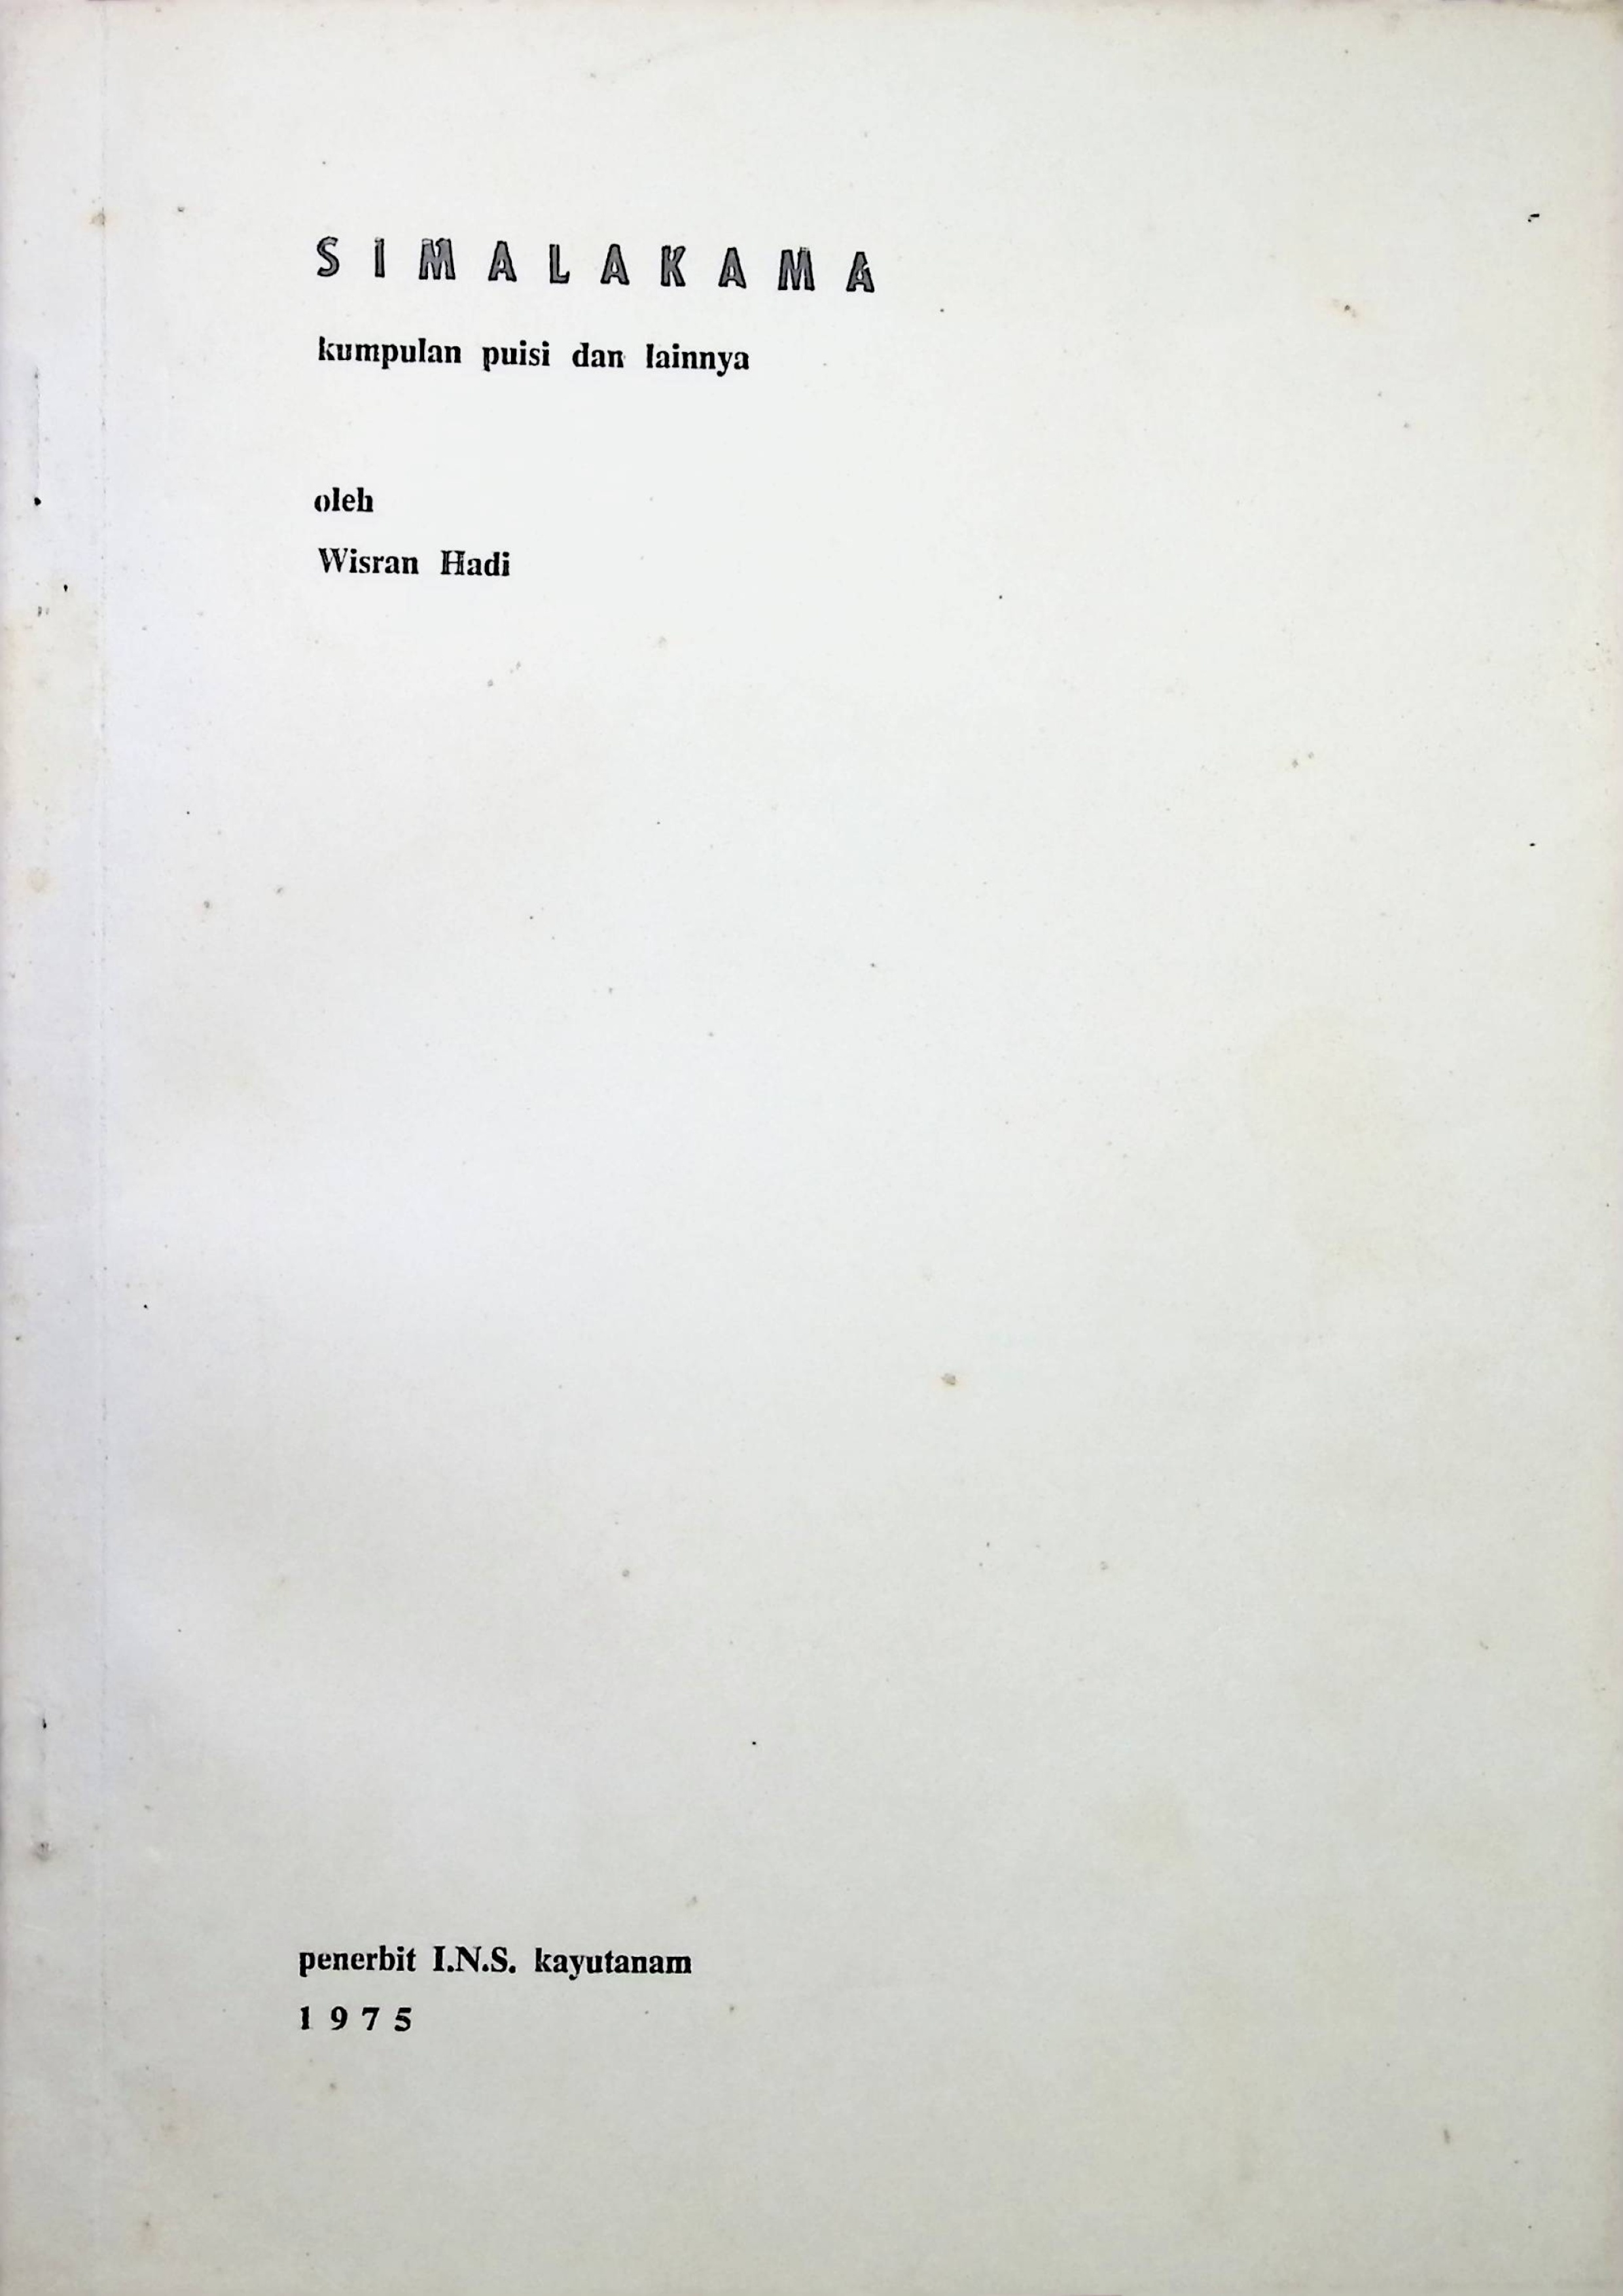 S I M A L A K A M A
kumpulan puisi dan lainnya
oleh
Wisran Hadi
penerbit I.N.S. kayutanam
1 9 7 5